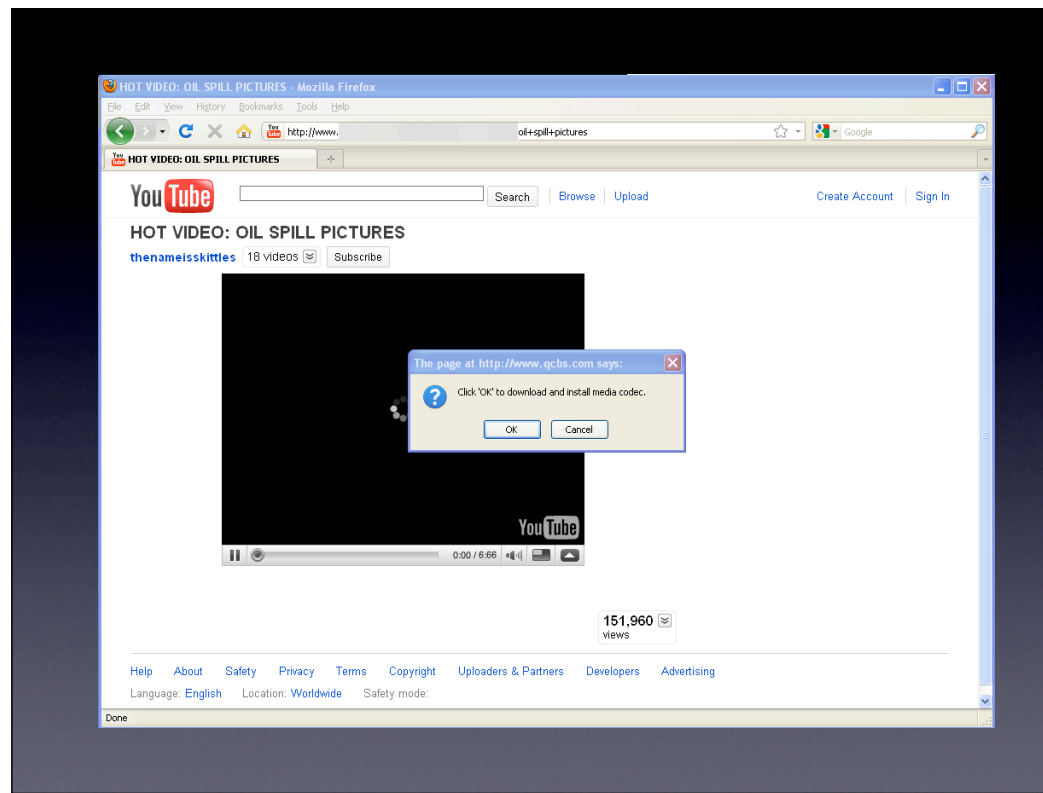 HOT VIDEO: OIL SPILL PICTURES - Mozilla Firefox
File Edit View History Bookmarks Tools Help
You Tube http://www. oil+spill+pictures Google
You Tube HOT VIDEO: OIL SPILL PICTURES
You Tube Search Browse Upload Create Account Sign In
HOT VIDEO: OIL SPILL PICTURES
thenameisskittles 18 videos Subscribe
The page at http://www.qcbs.com says:
Click 'OK' to download and install media codec.
OK Cancel
You Tube
0:00 / 6:66
151,960
views
Help About Safety Privacy Terms Copyright Uploaders & Partners Developers Advertising
Language: English Location: Worldwide Safety mode:
Done